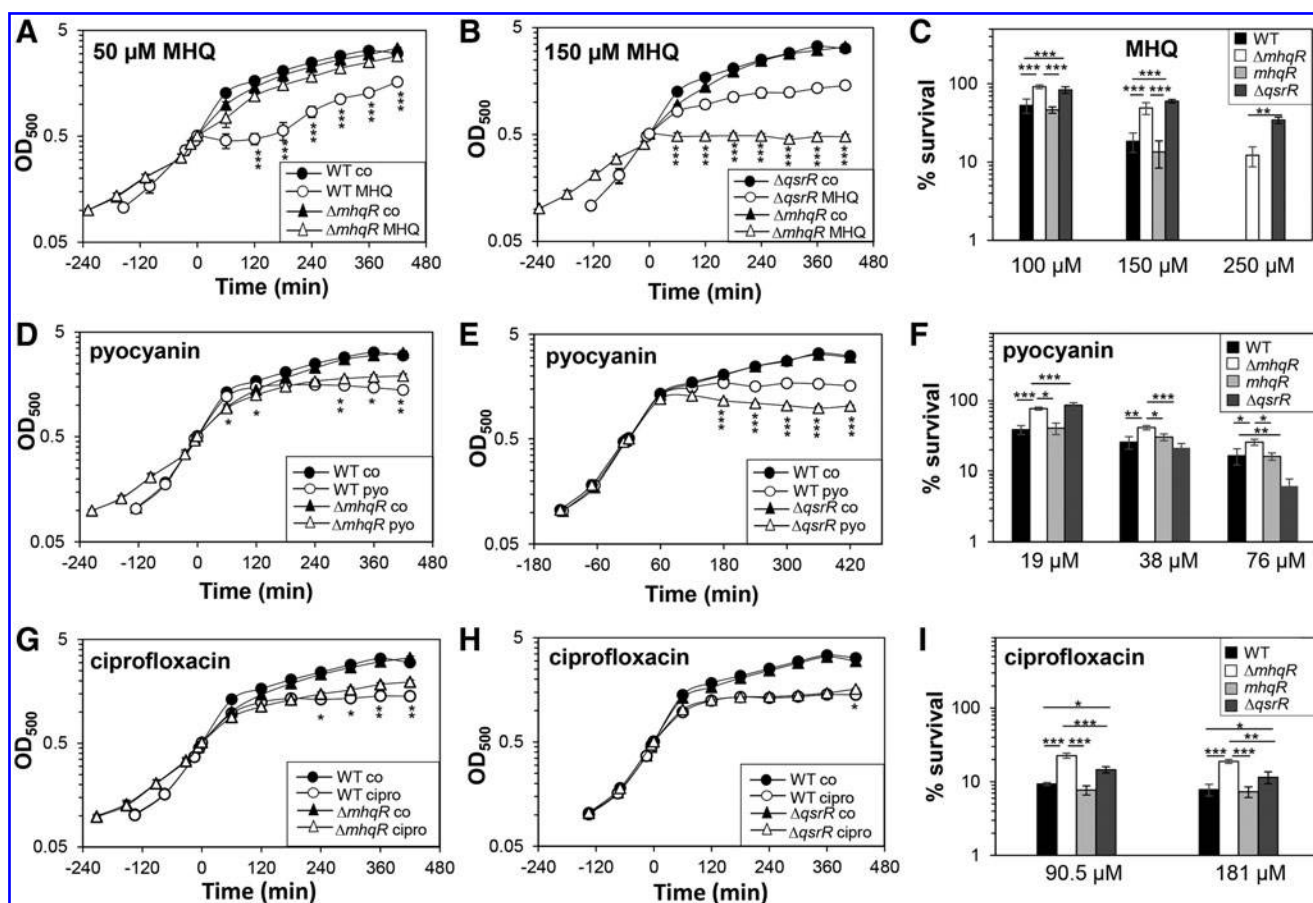 A
50 µM MHQ
5
0.5
0.05
OD500
-240 -120 0 120 240 360 480
Time (min)
WT co
WT MHQ
ΔmhqR co
ΔmhqR MHQ
***
***
***
***
***
***
B
150 µM MHQ
5
0.5
0.05
OD500
-240 -120 0 120 240 360 480
Time (min)
ΔqsrR co
ΔqsrR MHQ
ΔmhqR co
ΔmhqR MHQ
***
***
***
***
***
***
***
C
MHQ
WT
ΔmhqR
mhqR
ΔqsrR
% survival
100
10
1
***
*** ***
***
*** ***
**
100 µM 150 µM 250 µM
D
pyocyanin
5
0.5
0.05
OD500
-240 -120 0 120 240 360 480
Time (min)
WT co
WT pyo
ΔmhqR co
ΔmhqR pyo
*
*
**
*
**
E
pyocyanin
5
0.5
0.05
OD500
-180 -60 60 180 300 420
Time (min)
WT co
WT pyo
ΔqsrR co
ΔqsrR pyo
***
***
***
***
***
F
pyocyanin
WT
ΔmhqR
mhqR
ΔqsrR
% survival
100
10
1
***
*** *
***
** *
* *
**
19 µM 38 µM 76 µM
G
ciprofloxacin
5
0.5
0.05
OD500
-240 -120 0 120 240 360 480
Time (min)
WT co
WT cipro
ΔmhqR co
ΔmhqR cipro
*
*
**
**
H
ciprofloxacin
5
0.5
0.05
OD500
-240 -120 0 120 240 360 480
Time (min)
WT co
WT cipro
ΔqsrR co
ΔqsrR cipro
*
I
ciprofloxacin
WT
ΔmhqR
mhqR
ΔqsrR
% survival
100
10
1
*
***
*** ***
*
**
*** ***
90.5 µM 181 µM